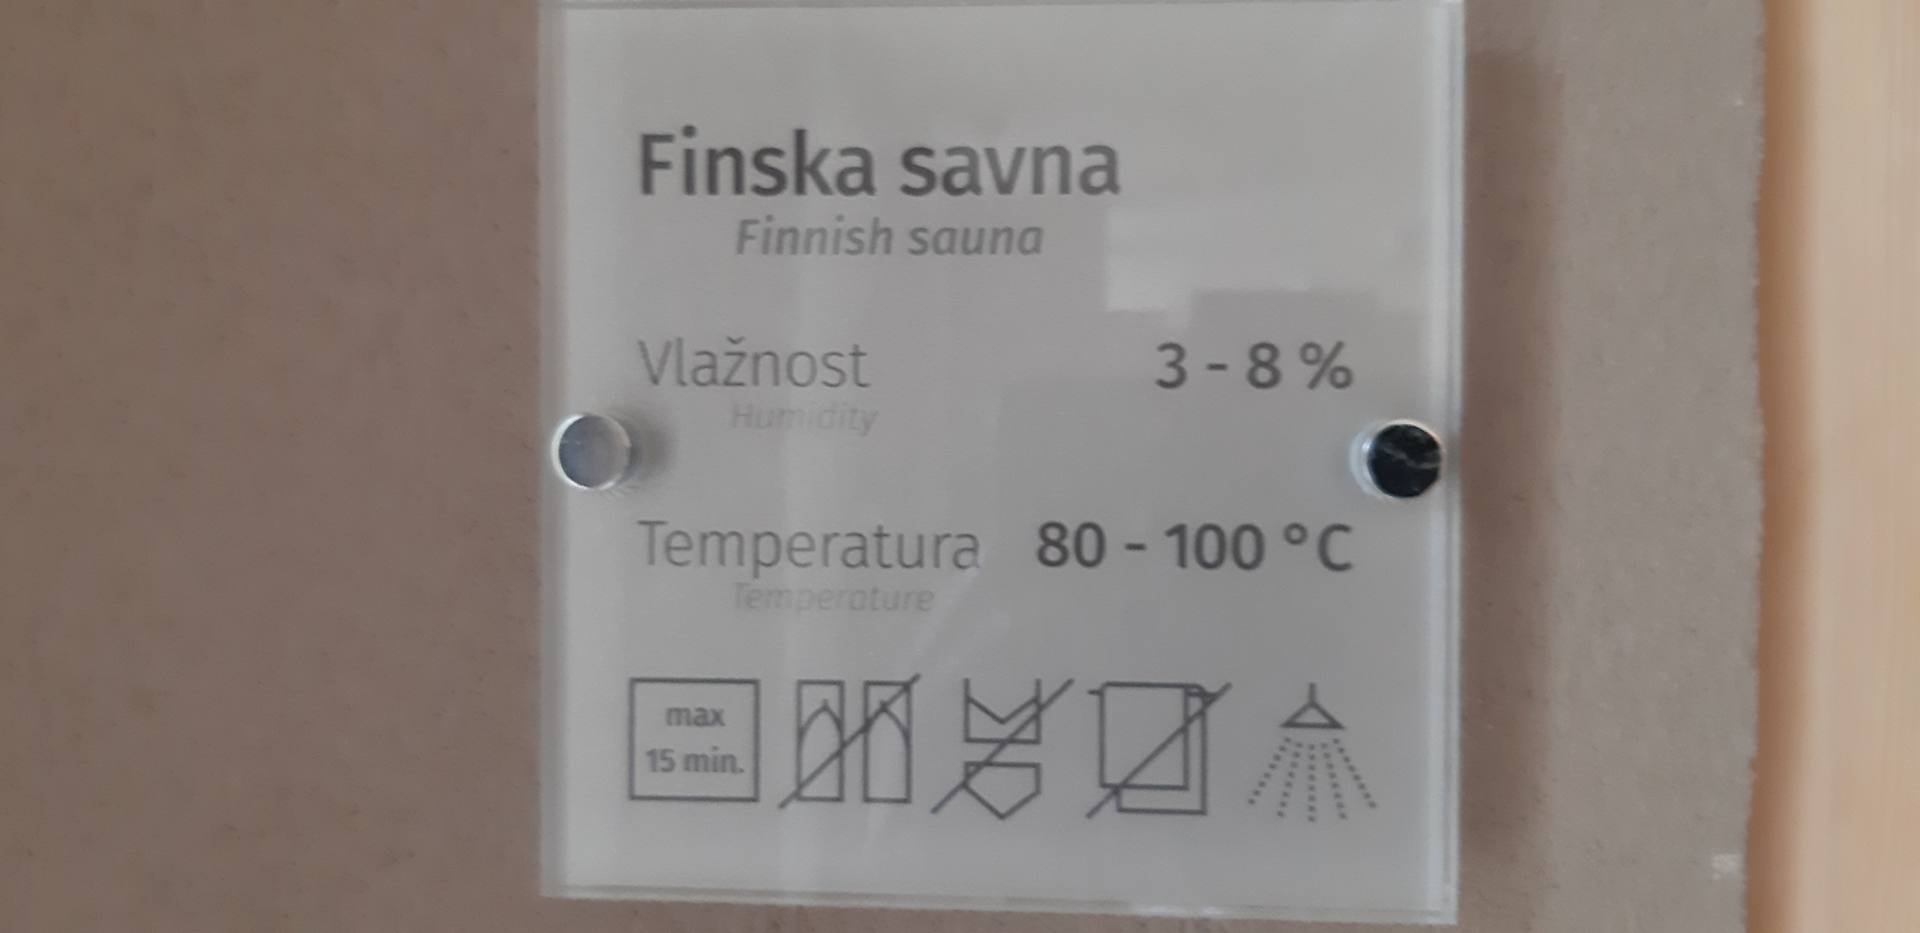 Finska savna
Finnish sauna
Vlažnost 3 - 8 %
Humidity
Temperatura 80 - 100 °C
Temperature
max
15 min.